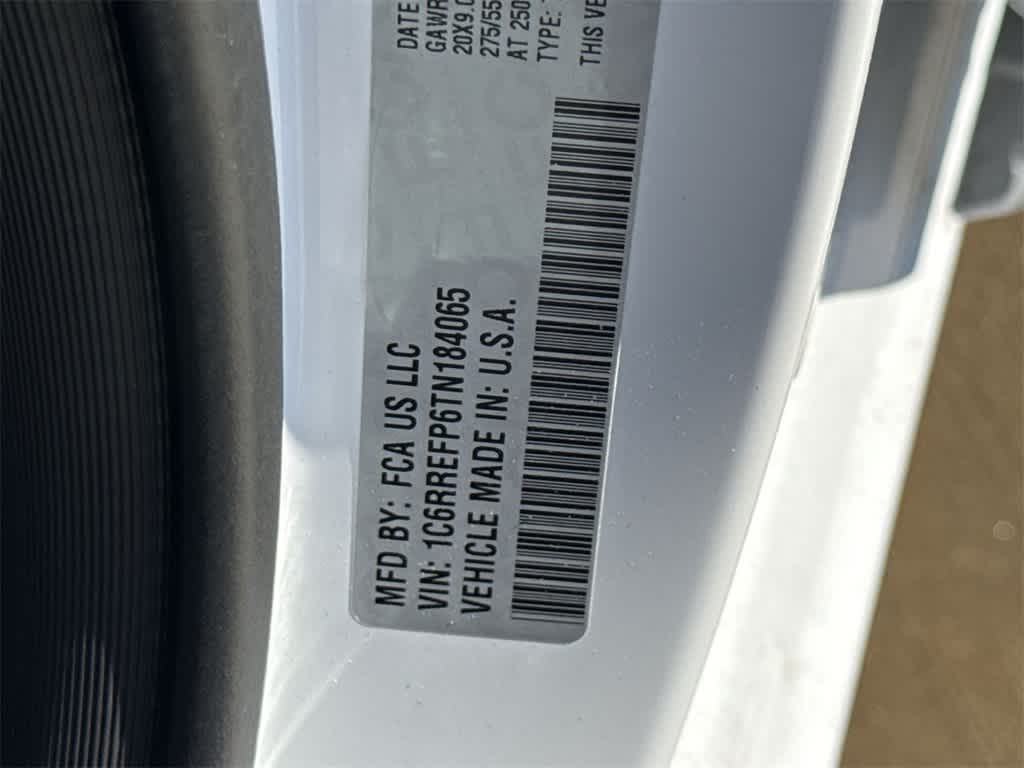 DATE
GAWR
20X9.0
275/55
AT 250
TYPE:
THIS VE
MFD BY: FCA US LLC
VIN: 1C6RREFP6TN184065
VEHICLE MADE IN: U.S.A.